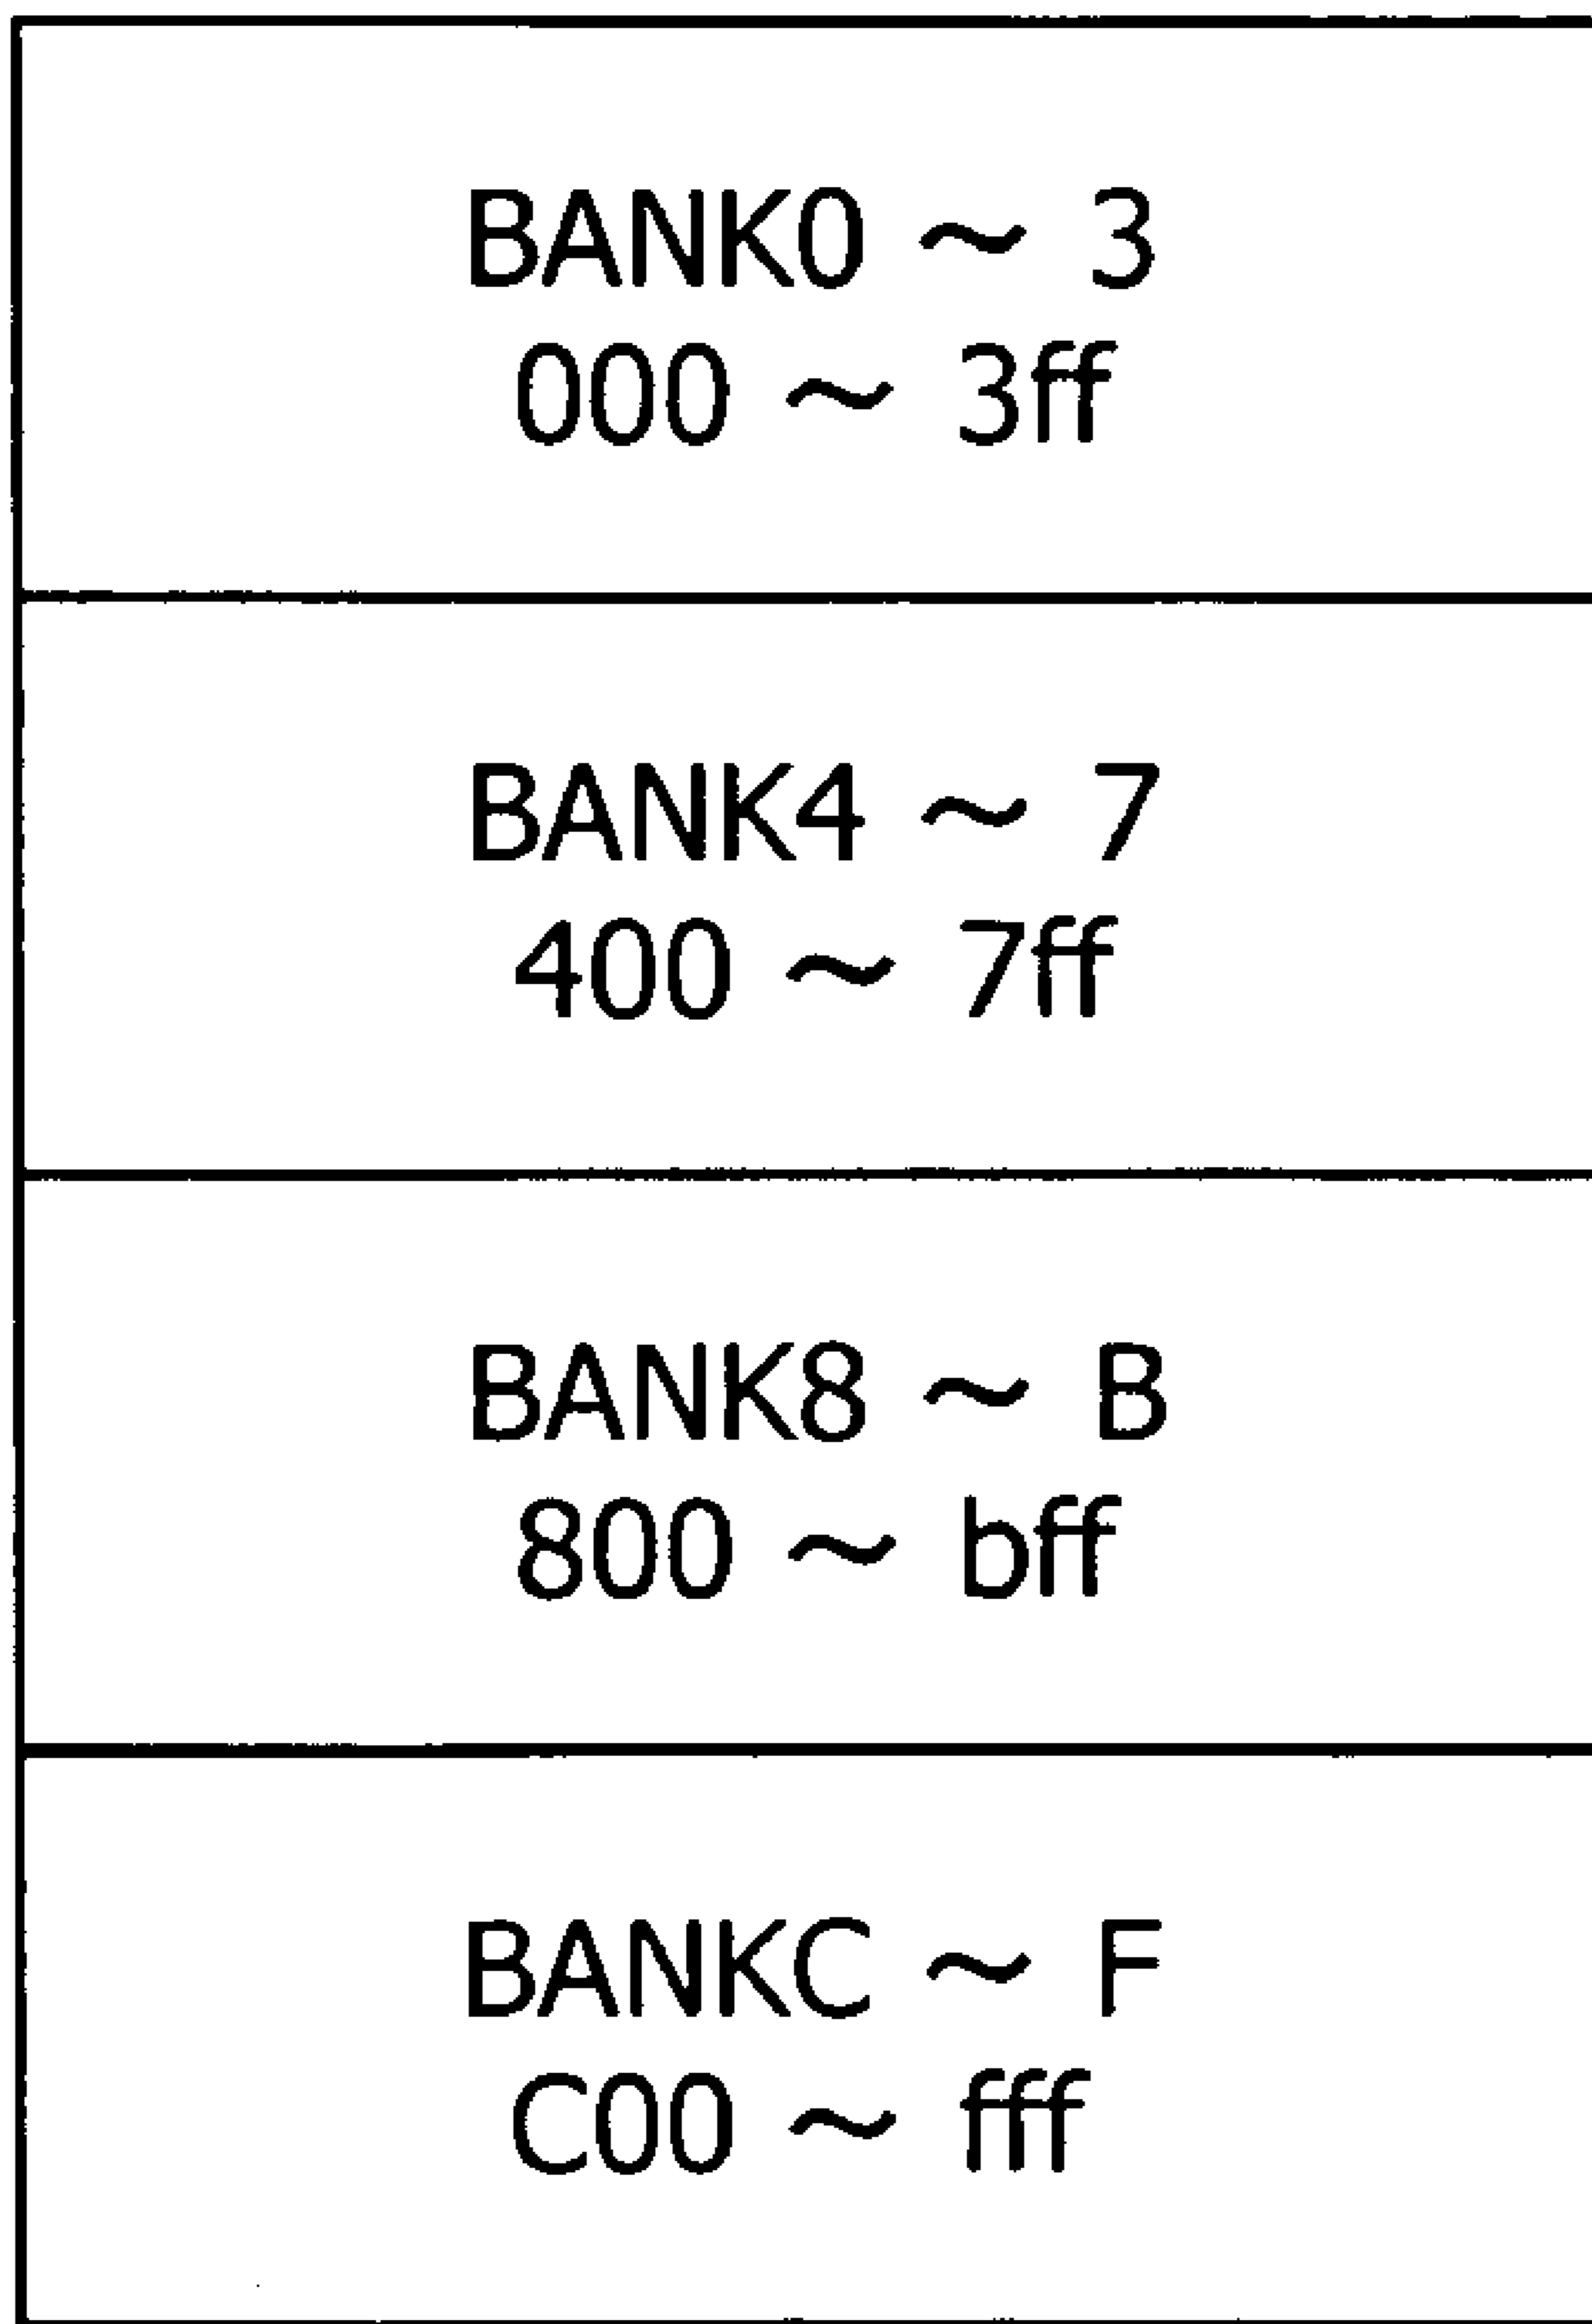 BANK0 ~ 3
000 ~ 3ff
BANK4 ~ 7
400 ~ 7ff
BANK8 ~ B
800 ~ bff
BANKC ~ F
C00 ~ fff